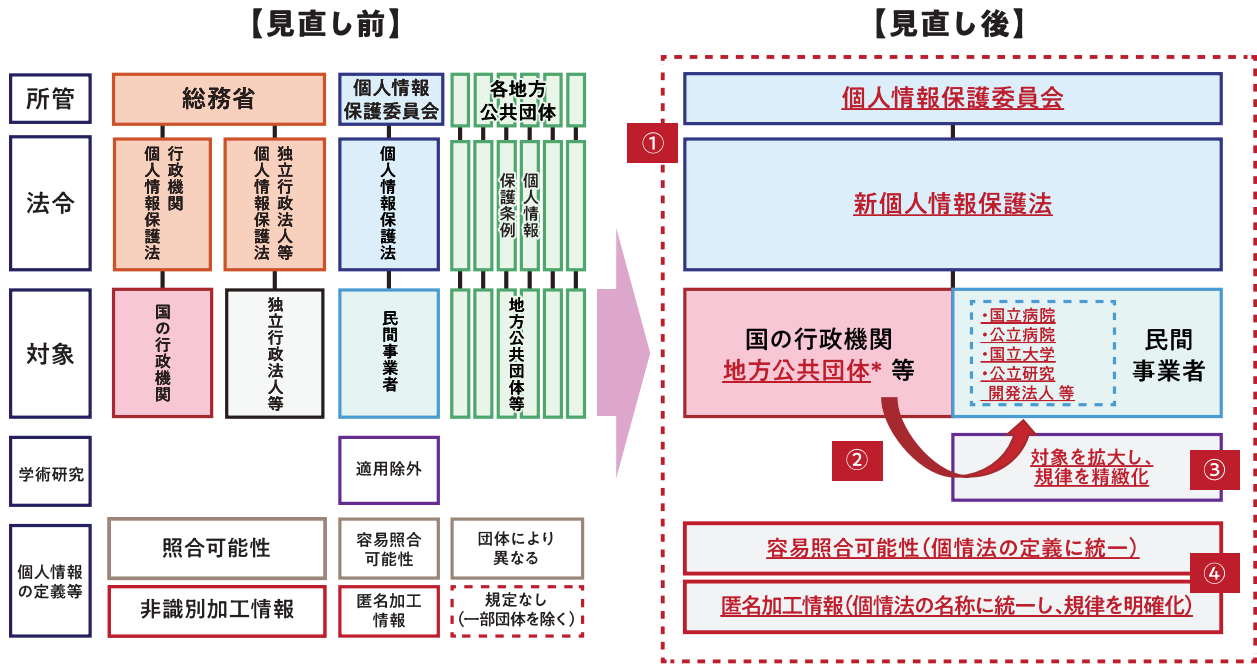 【見直し前】
所管
総務省
個人情報
保護委員会
各地方
公共団体
法令
行政機関
個人情報保護法
独立行政法人等
個人情報保護法
個人情報保護法
個人情報
保護条例
対象
国の行政機関
独立行政法人等
民間事業者
地方公共団体等
学術研究
適用除外
個人情報
の定義等
照合可能性
容易照合
可能性
団体により
異なる
非識別加工情報
匿名加工
情報
規定なし
(一部団体を除く)
【見直し後】
①
個人情報保護委員会
新個人情報保護法
国の行政機関
地方公共団体* 等
・国立病院
・公立病院
・国立大学
・公立研究
開発法人 等
民間
事業者
②
対象を拡大し、
規律を精緻化
③
容易照合可能性(個情法の定義に統一)
④
匿名加工情報(個情法の名称に統一し、規律を明確化)